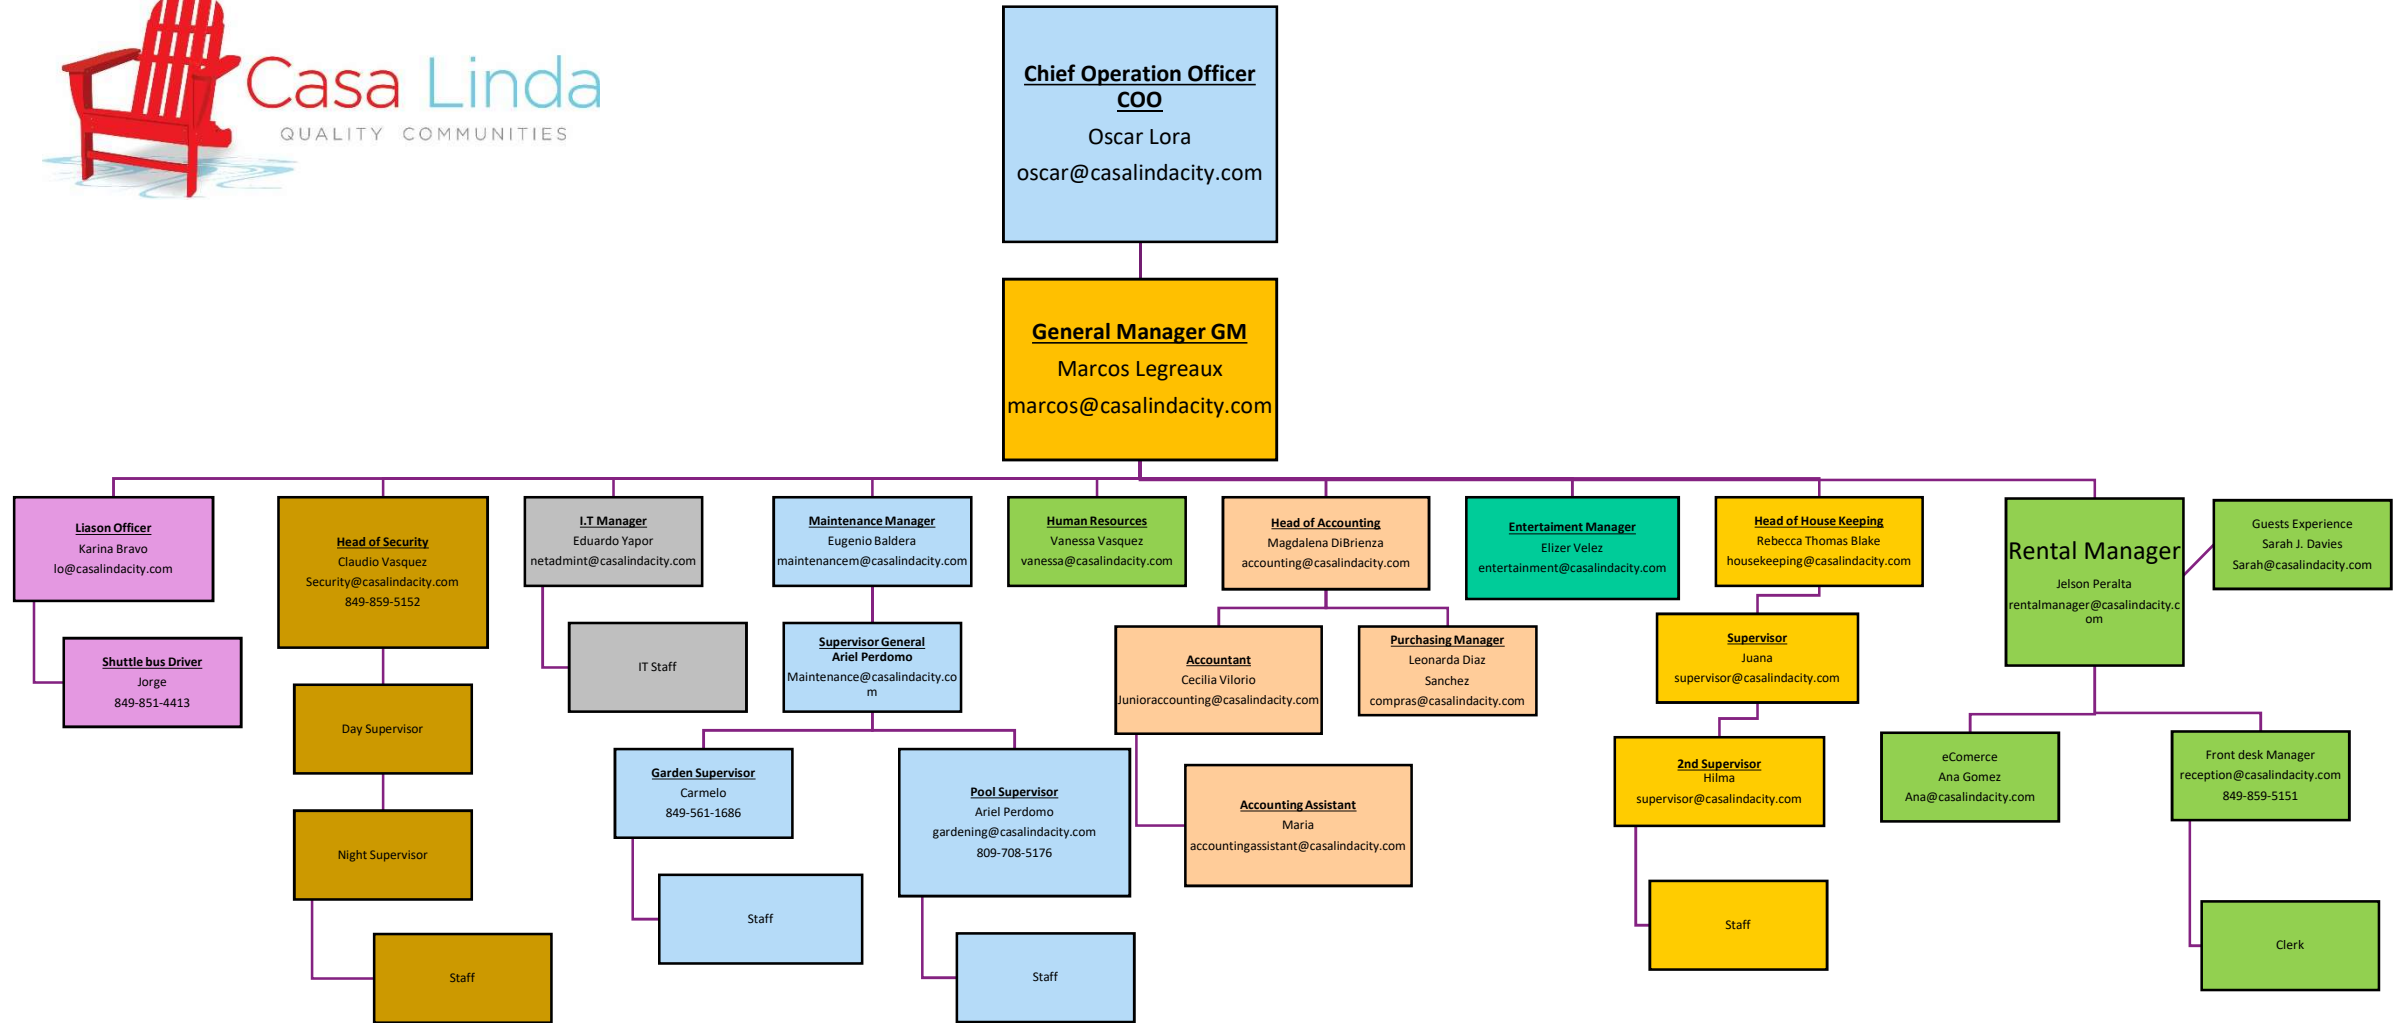 Casa Linda
QUALITY COMMUNITIES
Chief Operation Officer
COO
Oscar Lora
oscar@casalindacity.com
General Manager GM
Marcos Legreaux
marcos@casalindacity.com
Liason Officer
Karina Bravo
lo@casalindacity.com
Shuttle bus Driver
Jorge
849-851-4413
Head of Security
Claudio Vasquez
Security@casalindacity.com
849-859-5152
Day Supervisor
Night Supervisor
Staff
I.T Manager
Eduardo Yapor
netadmint@casalindacity.com
IT Staff
Maintenance Manager
Eugenio Baldera
maintenancem@casalindacity.com
Supervisor General
Ariel Perdomo
Maintenance@casalindacity.co
m
Garden Supervisor
Carmelo
849-561-1686
Staff
Pool Supervisor
Ariel Perdomo
gardening@casalindacity.com
809-708-5176
Staff
Human Resources
Vanessa Vasquez
vanessa@casalindacity.com
Head of Accounting
Magdalena DiBrienza
accounting@casalindacity.com
Accountant
Cecilia Vilorio
Junioraccounting@casalindacity.com
Accounting Assistant
Maria
accountingassistant@casalindacity.com
Purchasing Manager
Leonarda Diaz
Sanchez
compras@casalindacity.com
Entertaiment Manager
Elizer Velez
entertainment@casalindacity.com
Head of House Keeping
Rebecca Thomas Blake
housekeeping@casalindacity.com
Supervisor
Juana
supervisor@casalindacity.com
2nd Supervisor
Hilma
supervisor@casalindacity.com
Staff
Rental Manager
Jelson Peralta
rentalmanager@casalindacity.c
om
Guests Experience
Sarah J. Davies
Sarah@casalindacity.com
eComerce
Ana Gomez
Ana@casalindacity.com
Front desk Manager
reception@casalindacity.com
849-859-5151
Clerk